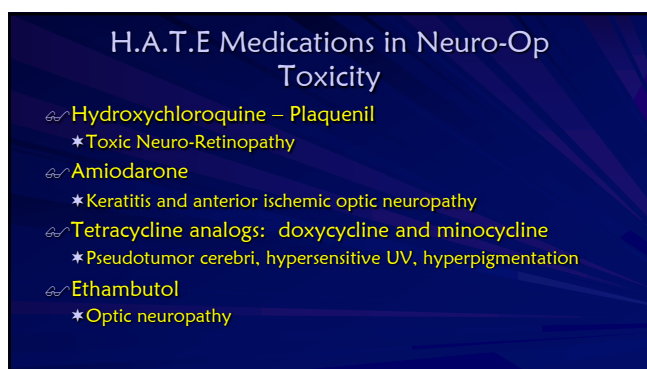 H.A.T.E Medications in Neuro-Op
Toxicity
Hydroxychloroquine – Plaquenil
✶Toxic Neuro-Retinopathy
Amiodarone
✶Keratitis and anterior ischemic optic neuropathy
Tetracycline analogs: doxycycline and minocycline
✶Pseudotumor cerebri, hypersensitive UV, hyperpigmentation
Ethambutol
✶Optic neuropathy